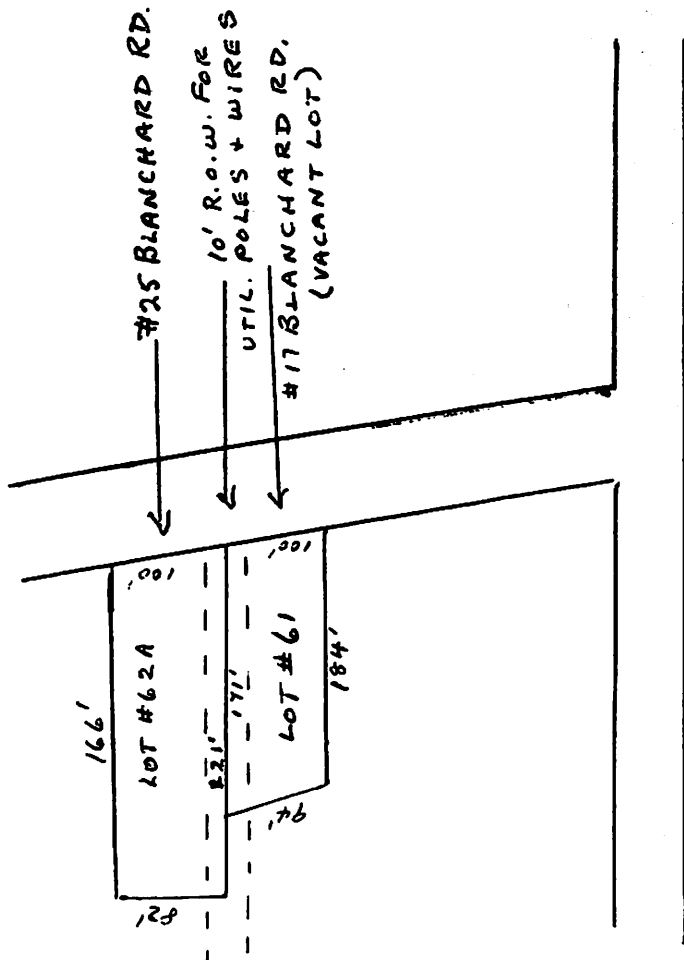 #25 BLANCHARD RD.
10' R.O.W. FOR
UTIL. POLES + WIRES
#17 BLANCHARD RD.
(VACANT LOT)
166'
LOT #62A
100'
82'
221'
171'
LOT #61
100'
94'
184'